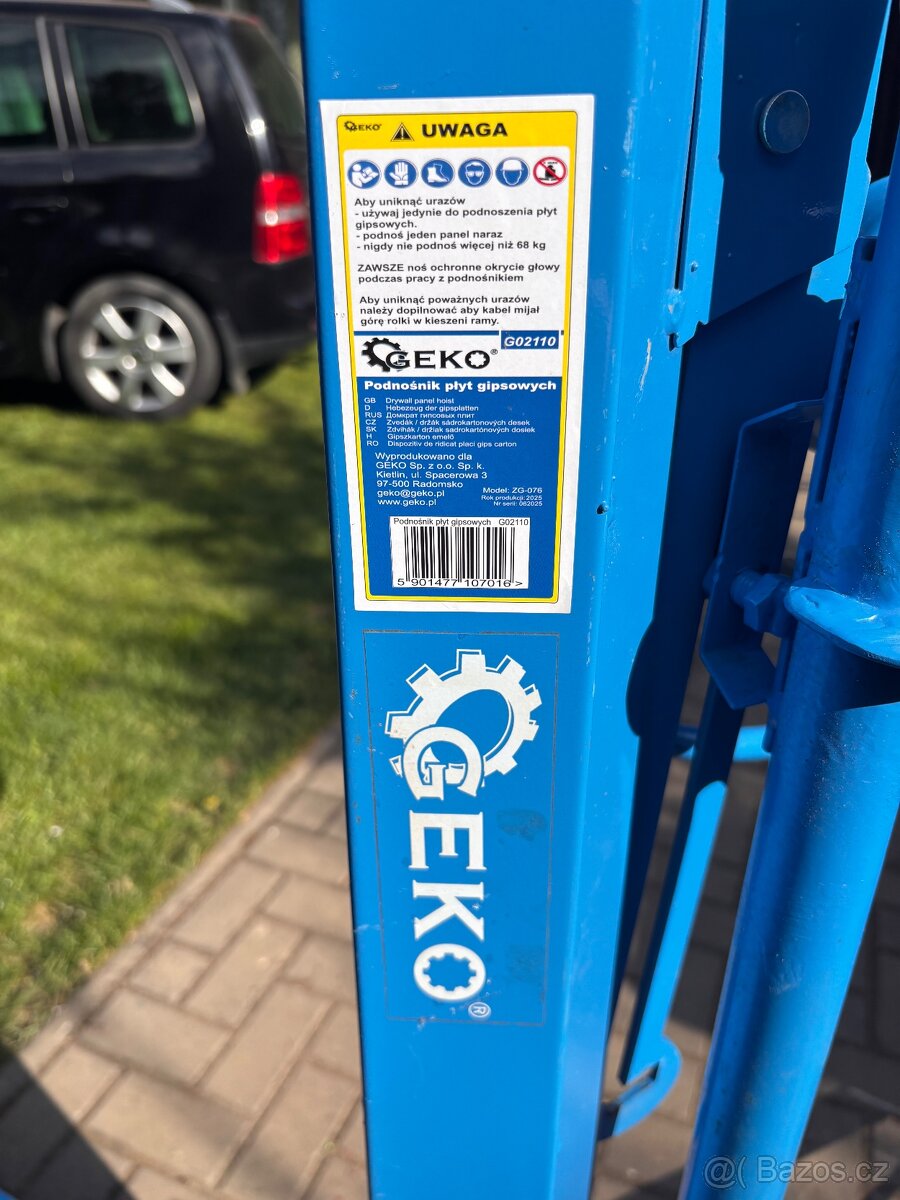 GEKO
UWAGA
Aby uniknąć urazów
- używaj jedynie do podnoszenia płyt
gipsowych.
- podnoś jeden panel naraz
- nigdy nie podnoś więcej niż 68 kg
ZAWSZE noś ochronne okrycie głowy
podczas pracy z podnośnikiem
Aby uniknąć poważnych urazów
należy dopilnować aby kabel mijał
górę rolki w kieszeni ramy.
GEKO® G02110
Podnośnik płyt gipsowych
GB Drywall panel hoist
D Hebezeug der gipsplatten
RUS Домкрат гипсовых плит
CZ Zvedák / držák sádrokartonových desek
SK Zdvihák / držiak sadrokartónových dosiek
H Gipszkarton emelő
RO Dispozitiv de ridicat placi gips carton
Wyprodukowano dla
GEKO Sp. z o.o. Sp. k.
Kietlin, ul. Spacerowa 3
97-500 Radomsko
geko@geko.pl
www.geko.pl
Model: ZG-076
Rok produkcji: 2025
Nr serii: 082025
Podnośnik płyt gipsowych G02110
5 901477 107016 >
GEKO®
@ Bazos.cz